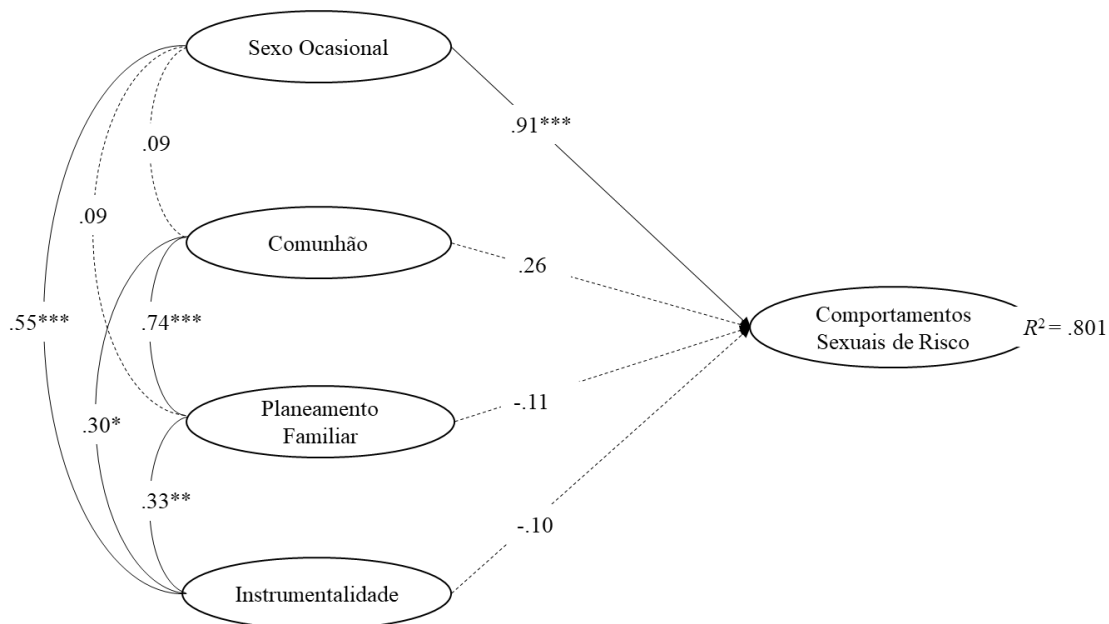 Sexo Ocasional
.91***
.09
.09
Comunhão
.26
.55***
.74***
Comportamentos
Sexuais de Risco
R² = .801
.30*
Planeamento
Familiar
-.11
.33**
-.10
Instrumentalidade